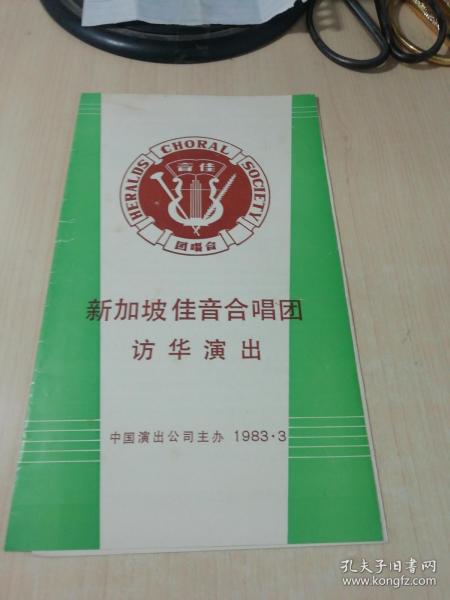 HERALDS CHORAL SOCIETY
音佳
团唱合
新加坡佳音合唱团
访华演出
中国演出公司主办 1983·3
孔夫子旧书网
www.kongfz.com